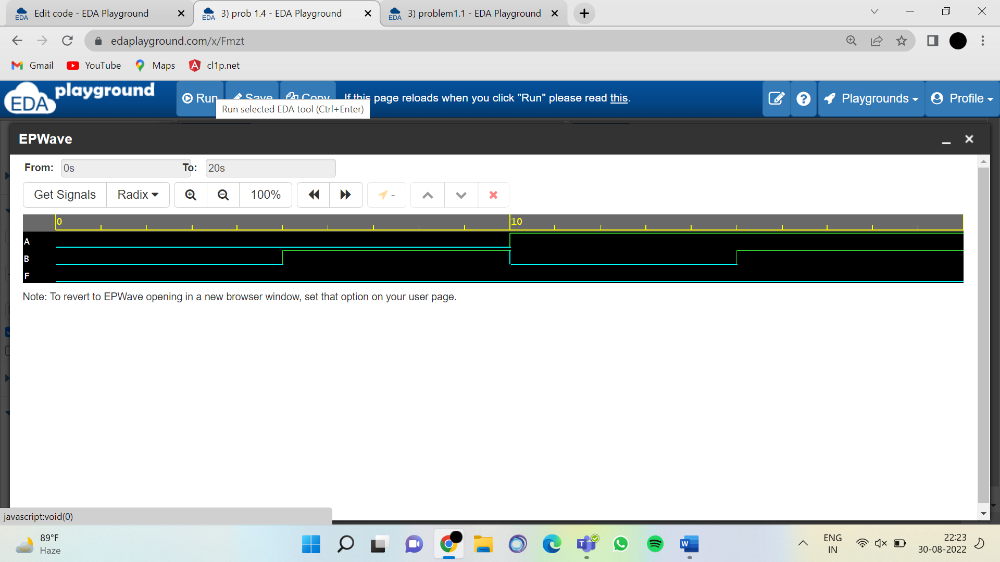 Edit code - EDA Playground
3) prob 1.4 - EDA Playground
3) problem1.1 - EDA Playground
edaplayground.com/x/Fmzt
Gmail
YouTube
Maps
cl1p.net
EDA playground
Run
Save
Copy
If this page reloads when you click "Run" please read this.
Playgrounds
Profile
Run selected EDA tool (Ctrl+Enter)
EPWave
From: 0s To: 20s
Get Signals
Radix
100%
-
0
10
A
B
F
Note: To revert to EPWave opening in a new browser window, set that option on your user page.
javascript:void(0)
89°F
Haze
ENG
IN
22:23
30-08-2022